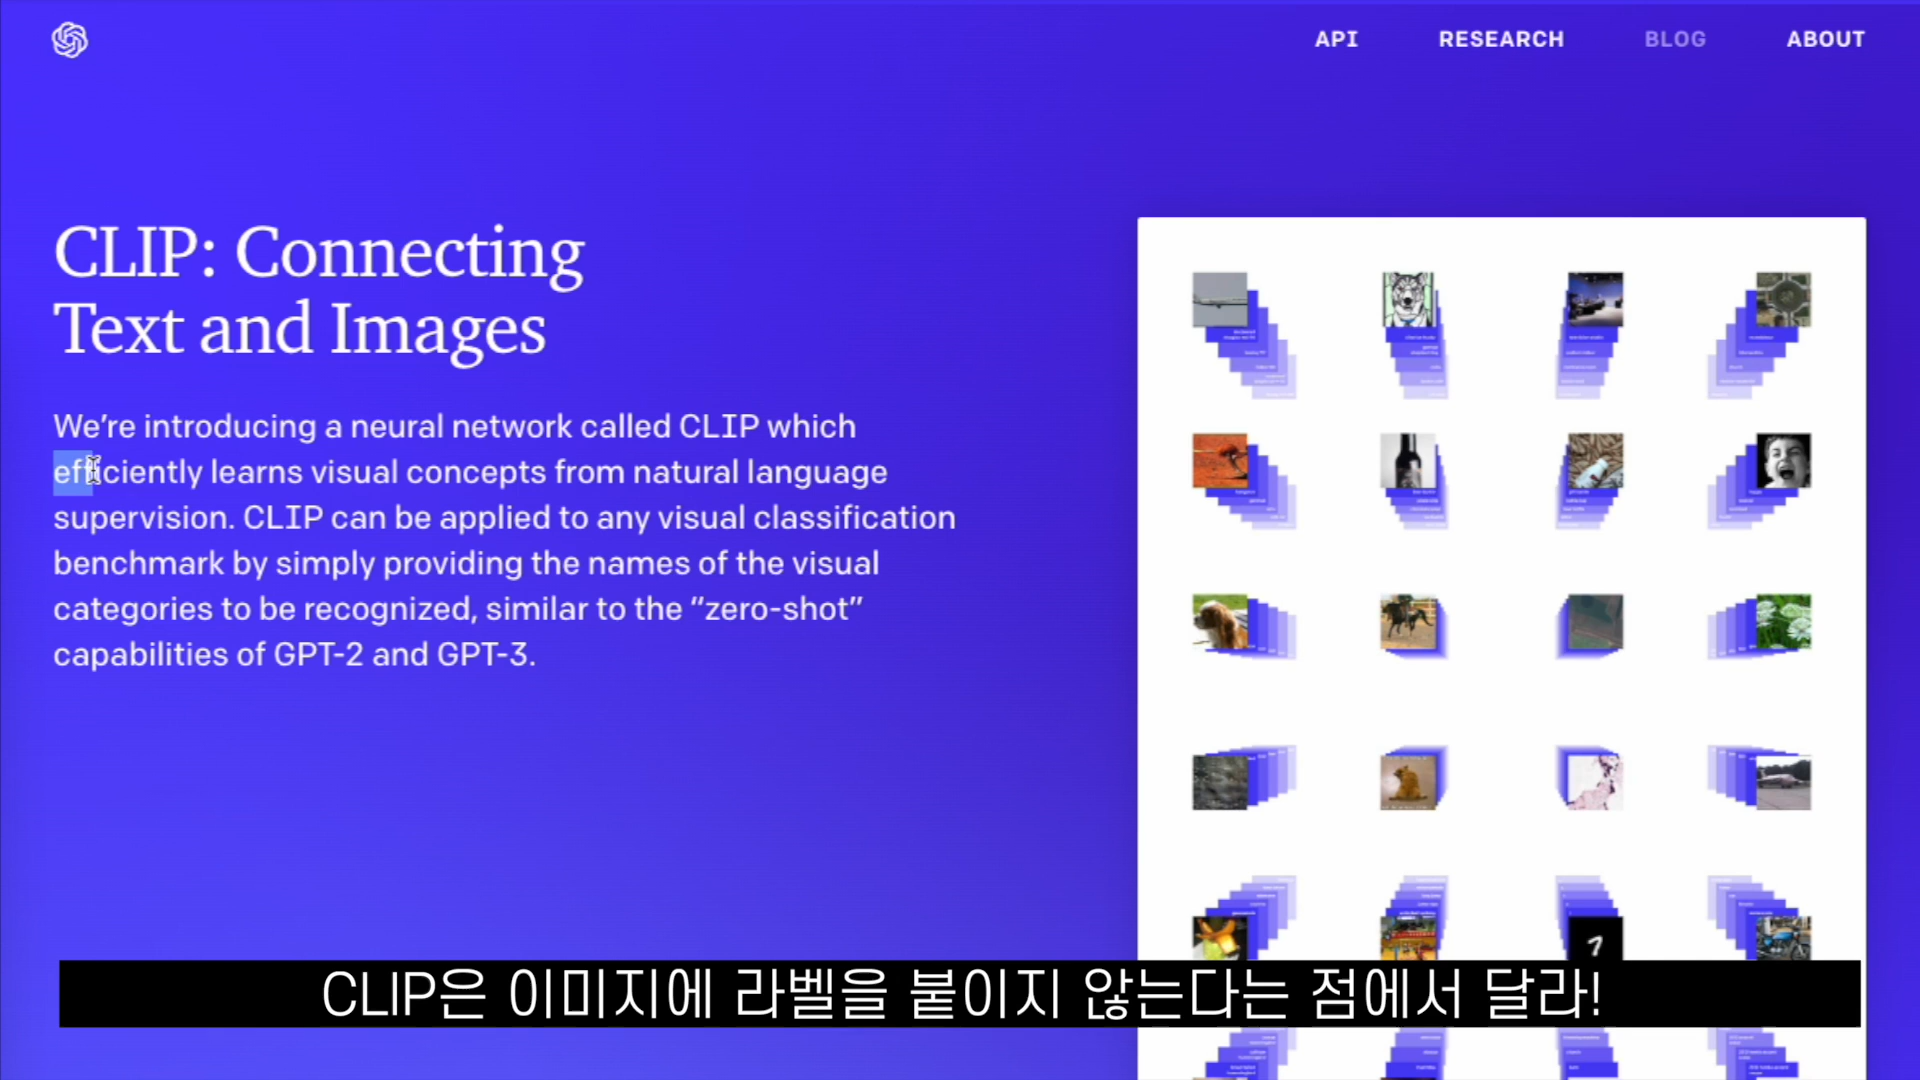 API RESEARCH BLOG ABOUT
CLIP: Connecting
Text and Images
We’re introducing a neural network called CLIP which
efficiently learns visual concepts from natural language
supervision. CLIP can be applied to any visual classification
benchmark by simply providing the names of the visual
categories to be recognized, similar to the “zero-shot”
capabilities of GPT-2 and GPT-3.
7
CLIP은 이미지에 라벨을 붙이지 않는다는 점에서 달라!